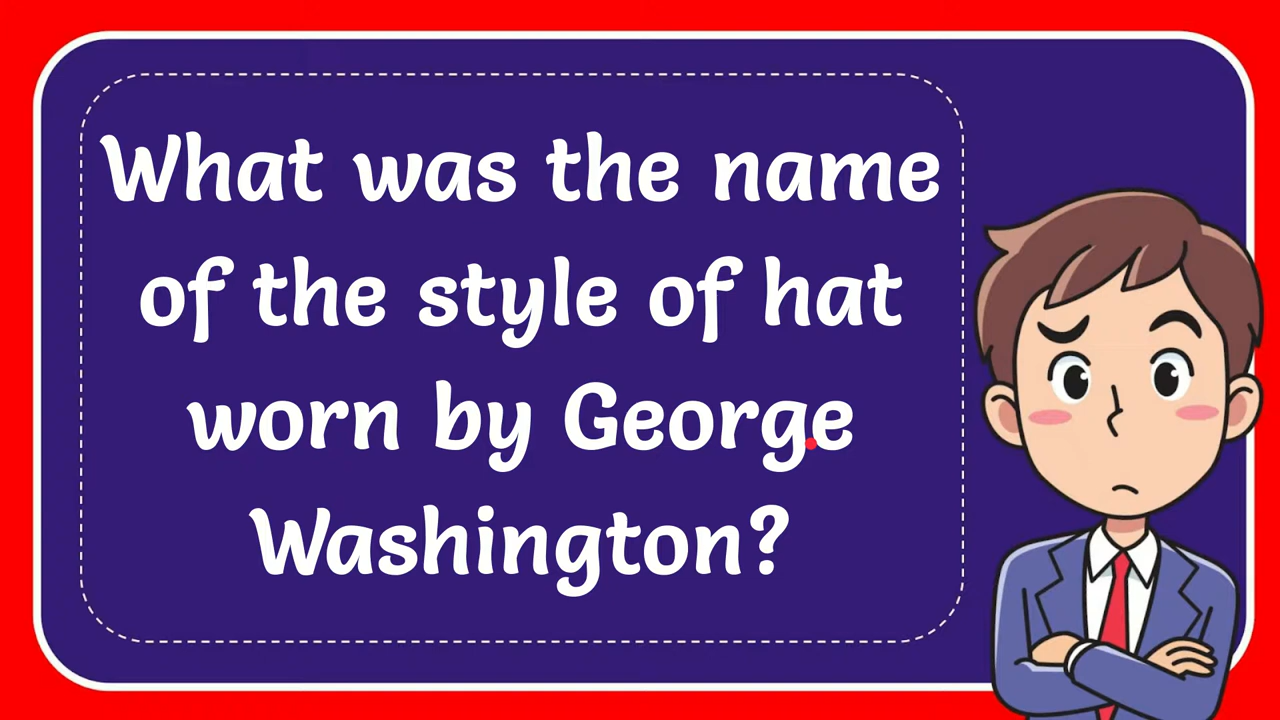 What was the name
of the style of hat
worn by George
Washington?